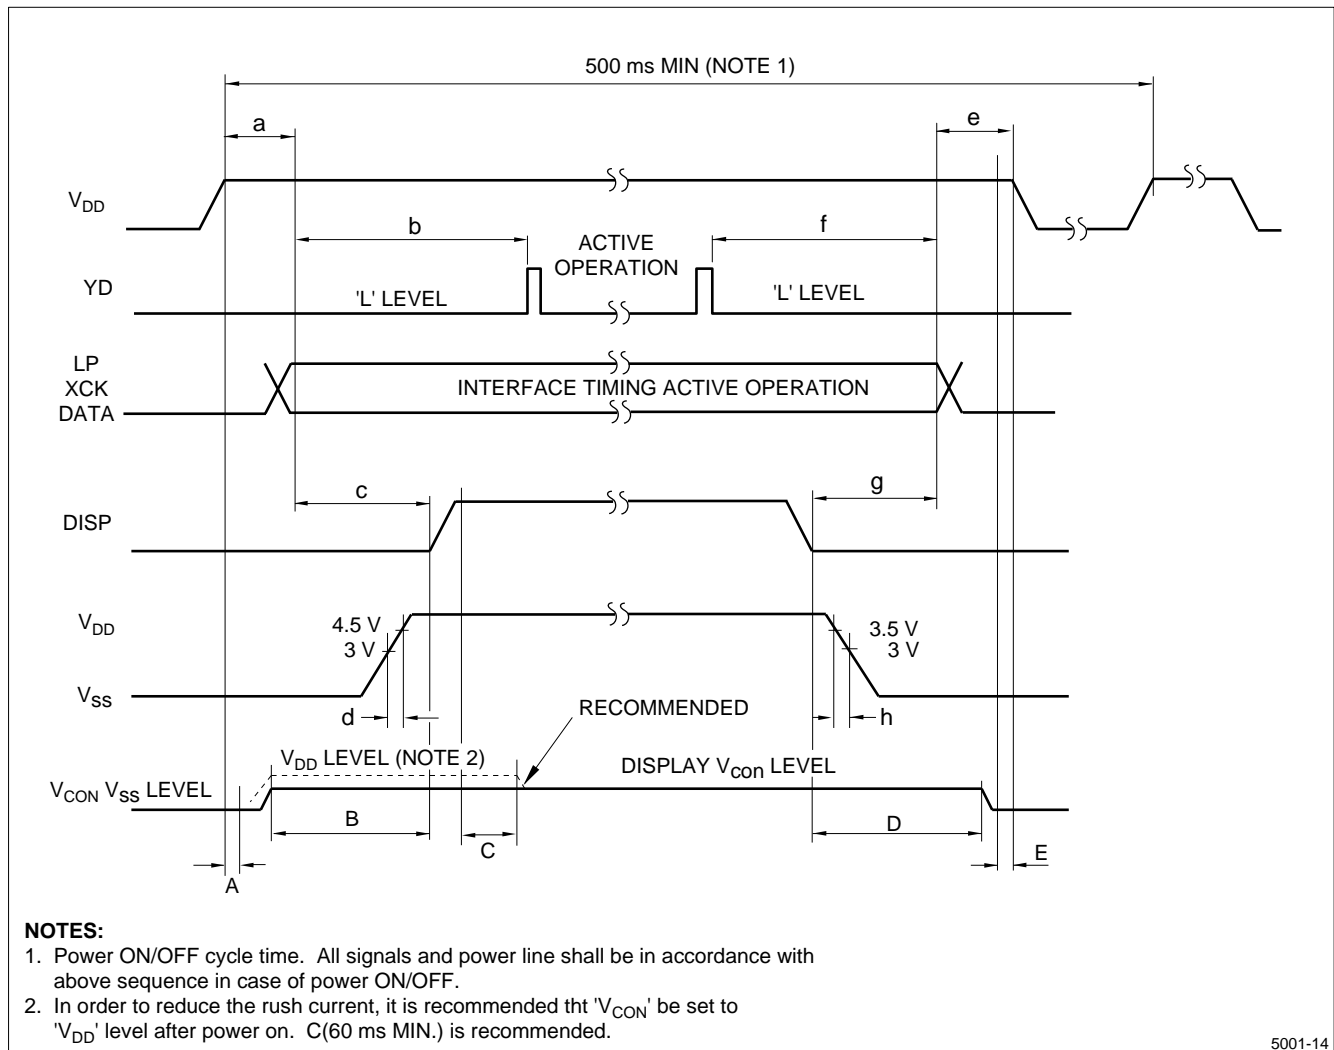 500 ms MIN (NOTE 1)
a
e
VDD
b
f
ACTIVE
OPERATION
YD
'L' LEVEL
'L' LEVEL
LP
XCK
DATA
INTERFACE TIMING ACTIVE OPERATION
c
g
DISP
VDD
4.5 V
3 V
3.5 V
3 V
VSS
d
h
RECOMMENDED
VDD LEVEL (NOTE 2)
DISPLAY Vcon LEVEL
VCON VSS LEVEL
B
C
D
E
A
NOTES:
1. Power ON/OFF cycle time. All signals and power line shall be in accordance with
above sequence in case of power ON/OFF.
2. In order to reduce the rush current, it is recommended tht 'VCON' be set to
'VDD' level after power on. C(60 ms MIN.) is recommended.
5001-14